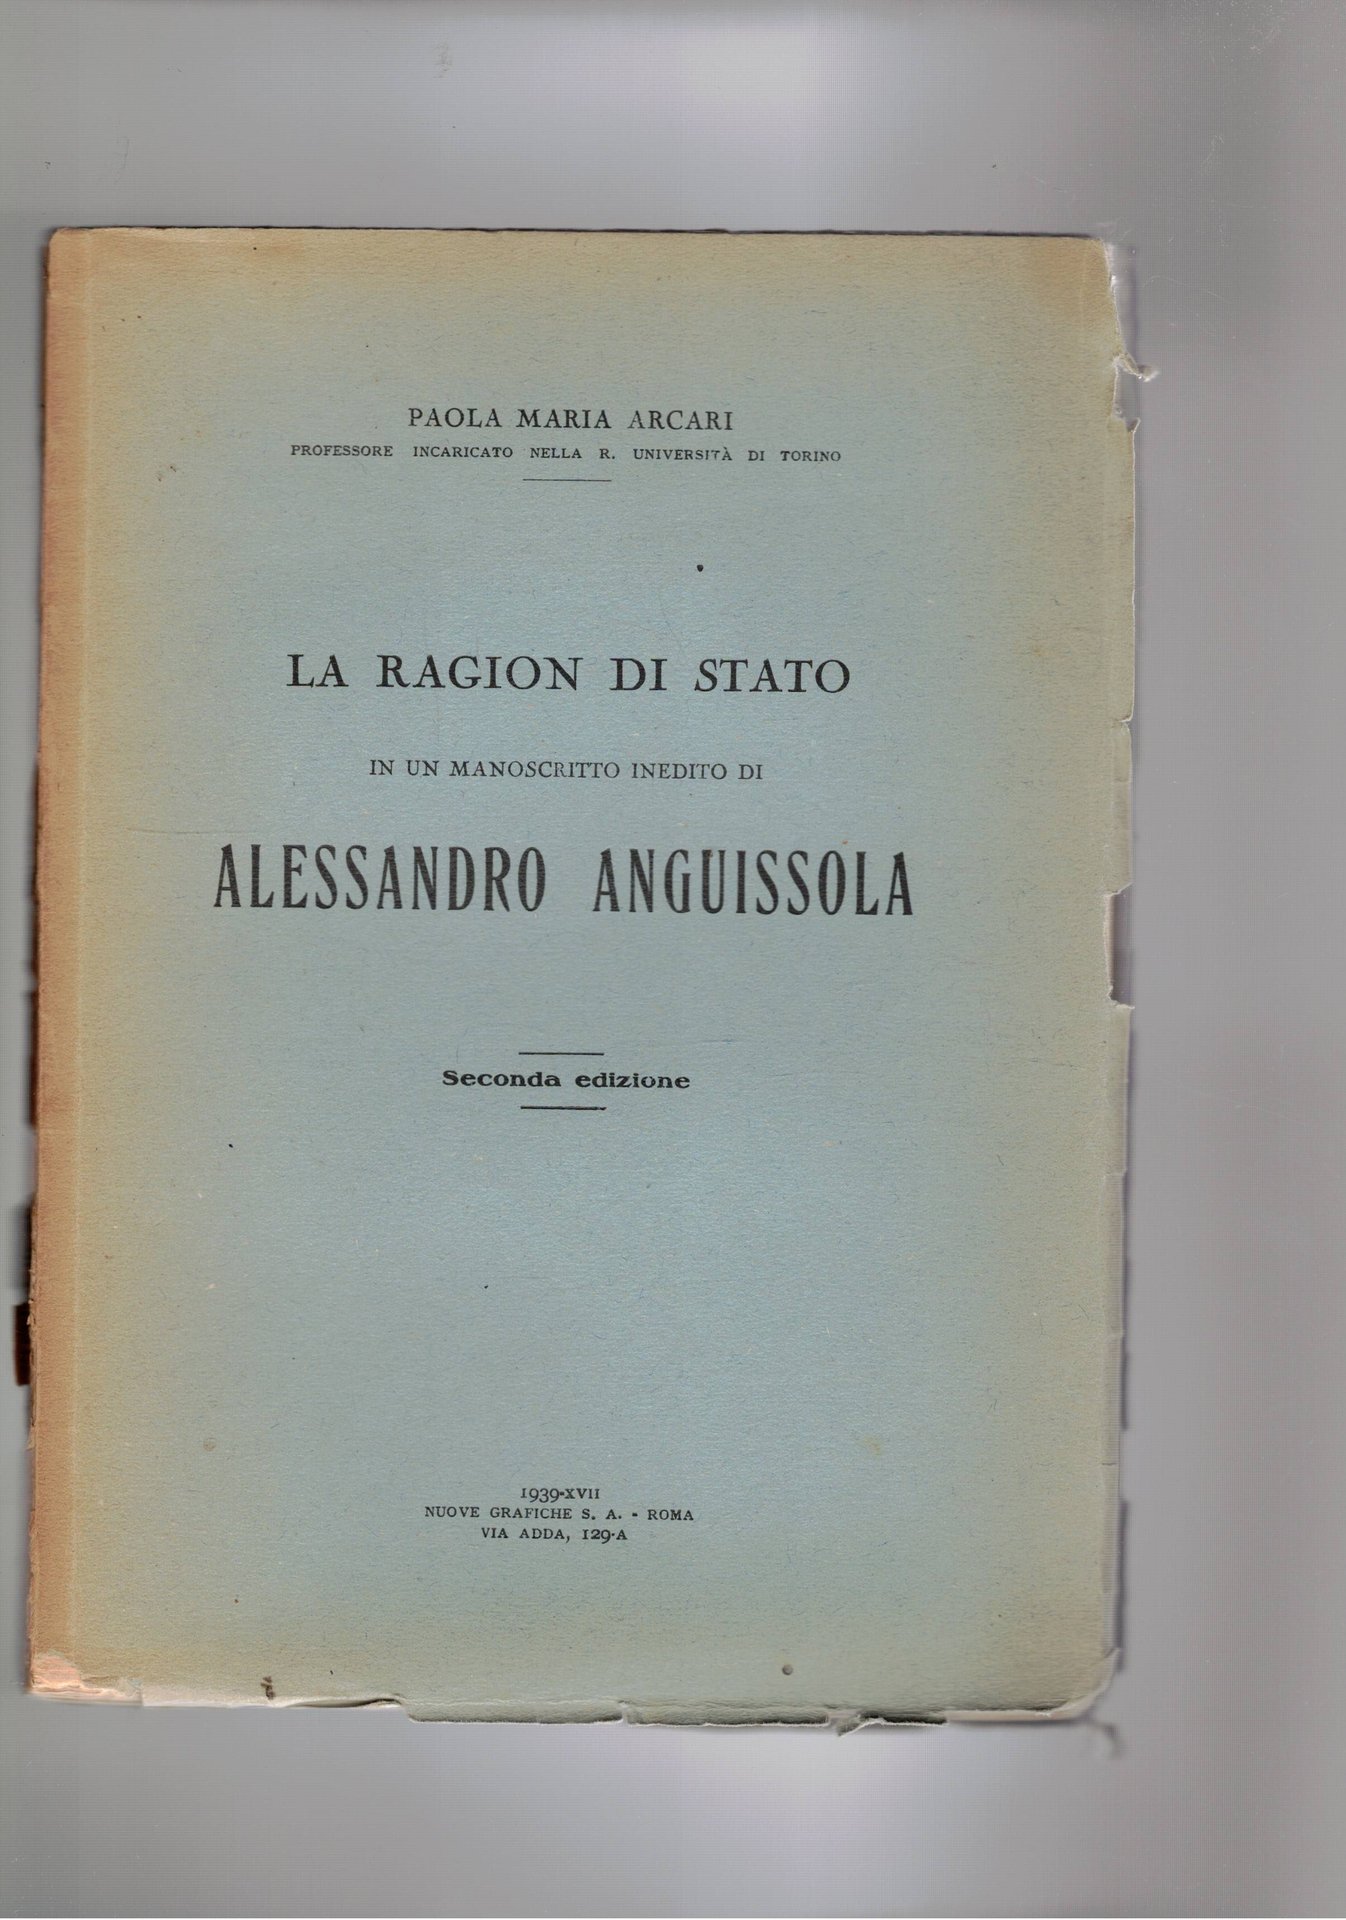 PAOLA MARIA ARCARI
PROFESSORE INCARICATO NELLA R. UNIVERSITÀ DI TORINO
LA RAGION DI STATO
IN UN MANOSCRITTO INEDITO DI
ALESSANDRO ANGUISSOLA
Seconda edizione
1939-XVII
NUOVE GRAFICHE S. A. - ROMA
VIA ADDA, 129-A